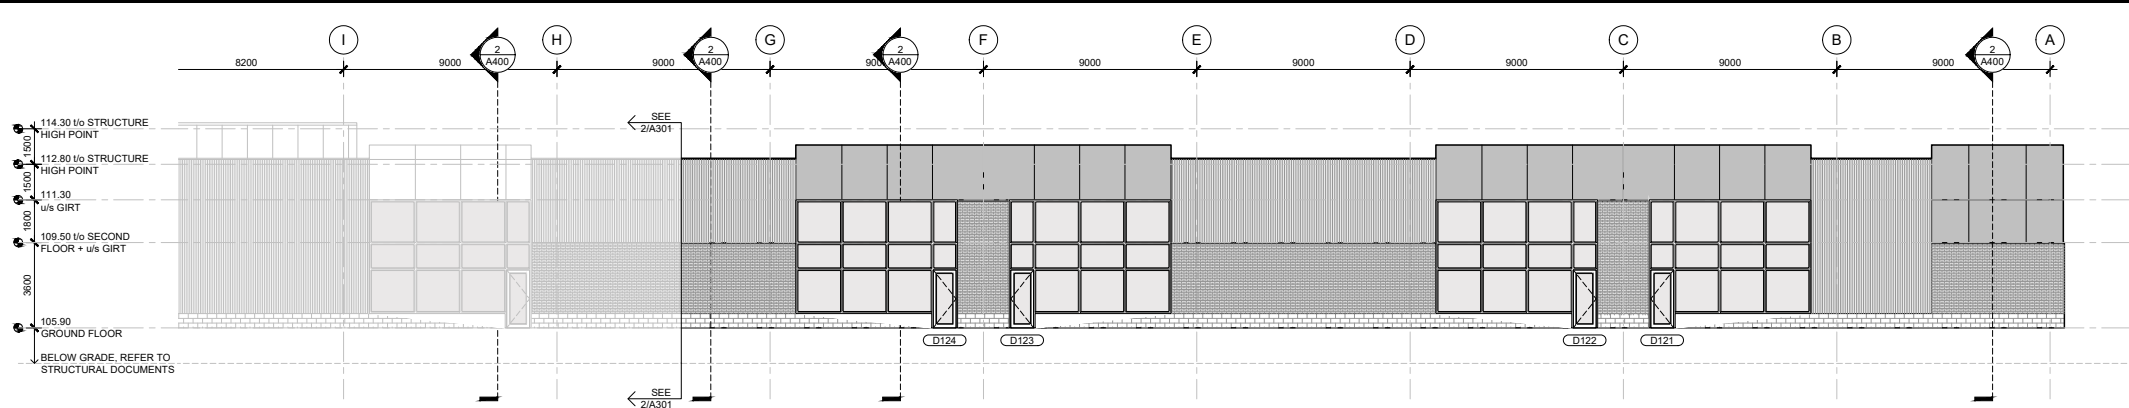 I H G F E D C B A
2 2 2 2
A400 A400 A400 A400
8200 9000 9000 9000 9000 9000 9000 9000 9000
114.30 t/o STRUCTURE
HIGH POINT
1500
112.80 t/o STRUCTURE
HIGH POINT
1500
111.30
u/s GIRT
1800
109.50 t/o SECOND
FLOOR + u/s GIRT
3600
105.90
GROUND FLOOR
BELOW GRADE, REFER TO
STRUCTURAL DOCUMENTS
SEE
2/A301
D124 D123 D122 D121
SEE
2/A301